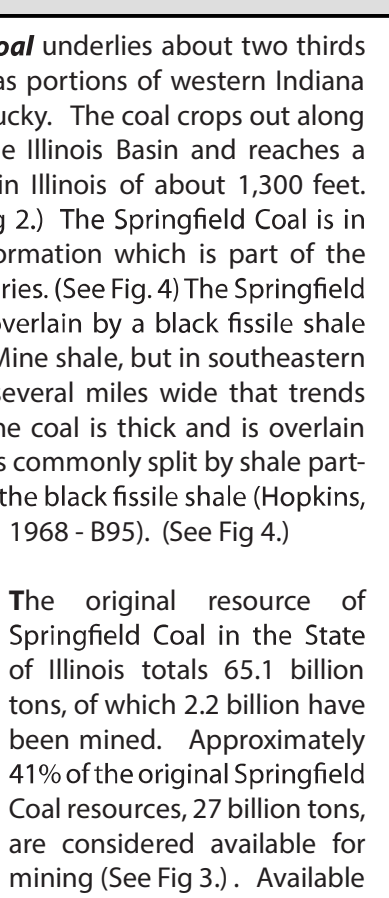 underlies about two thirds
as portions of western Indiana
The coal crops out along
Illinois Basin and reaches a
in Illinois of about 1,300 feet.
2.) The Springfield Coal is in
which is part of the
(See Fig. 4) The Springfield
overlain by a black fissile shale
Mine shale, but in southeastern
several miles wide that trends
coal is thick and is overlain
commonly split by shale part-
the black fissile shale (Hopkins,
1968 - B95). (See Fig 4.)
The original resource of
Springfield Coal in the State
of Illinois totals 65.1 billion
tons, of which 2.2 billion have
been mined. Approximately
41% of the original Springfield
Coal resources, 27 billion tons,
are considered available for
mining (See Fig 3.) . Available